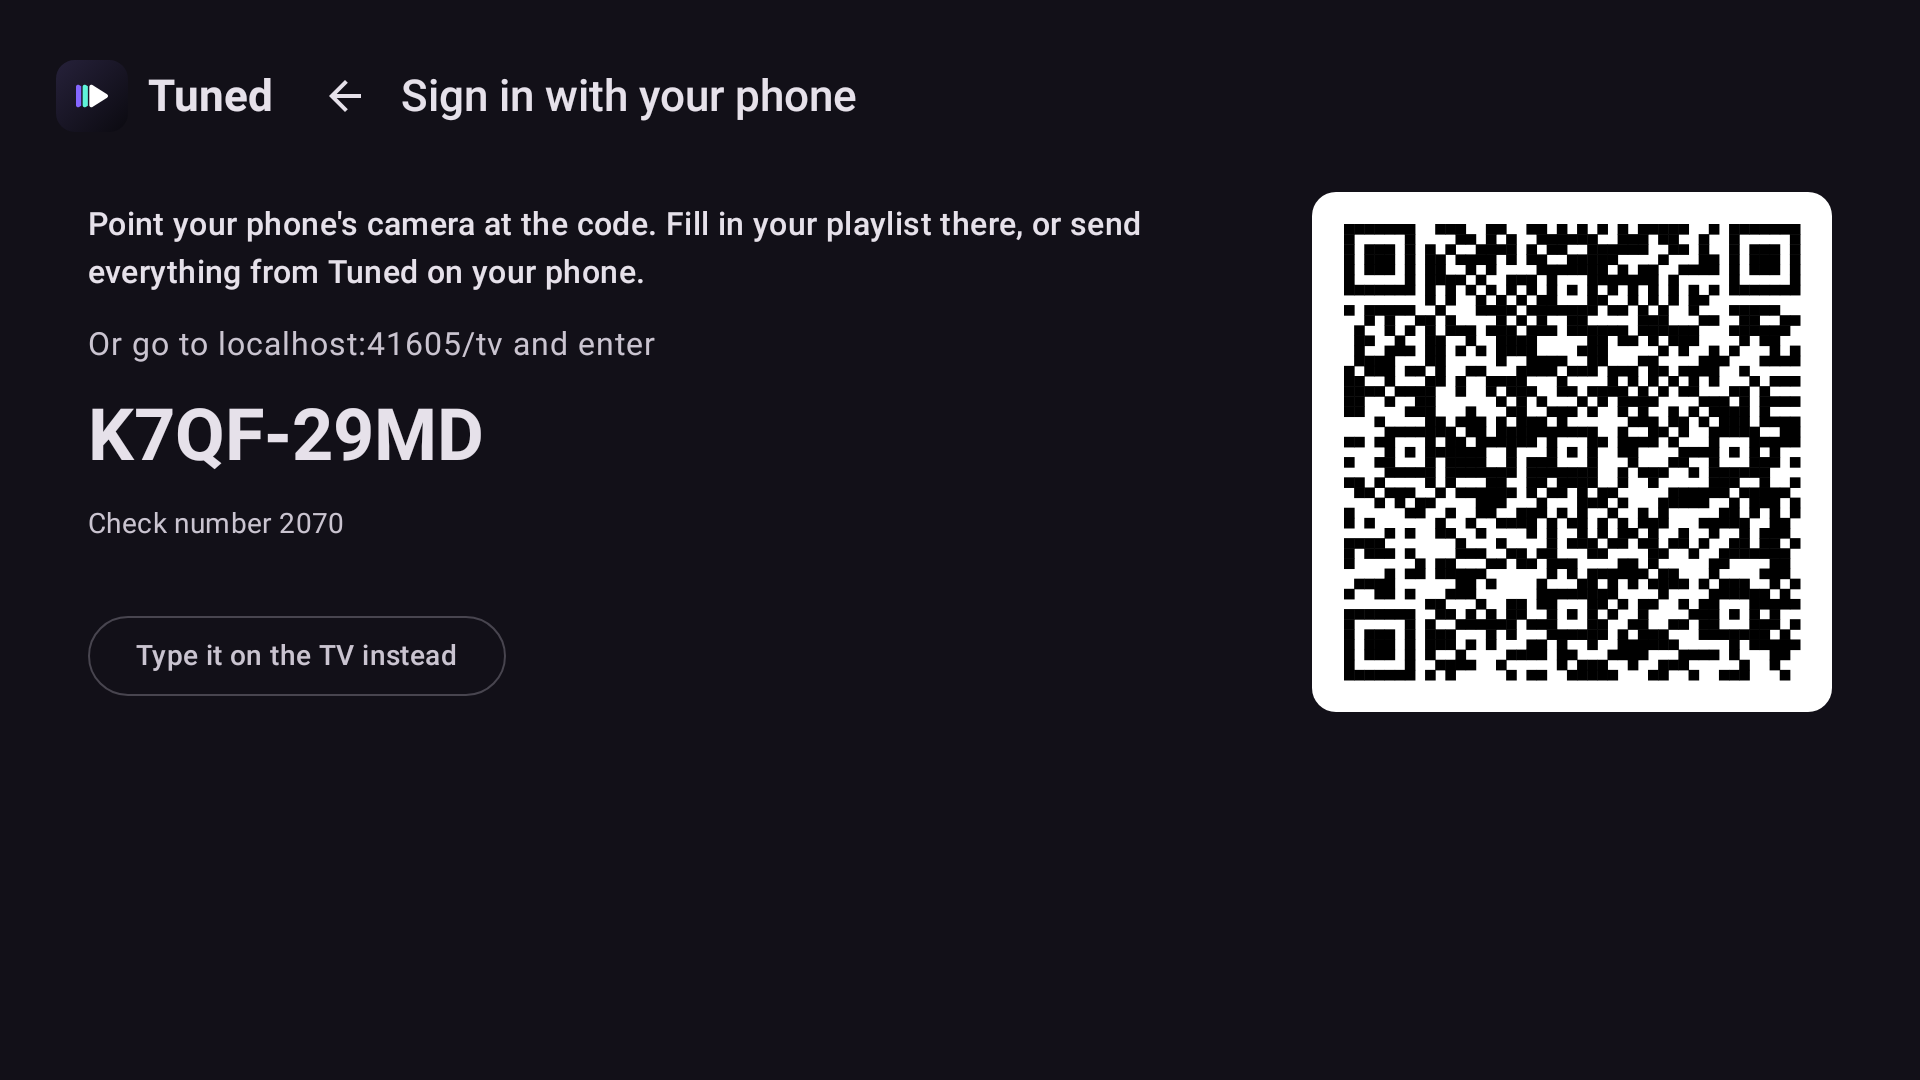 Tuned
Sign in with your phone
Point your phone's camera at the code. Fill in your playlist there, or send
everything from Tuned on your phone.
Or go to localhost:41605/tv and enter
K7QF-29MD
Check number 2070
Type it on the TV instead